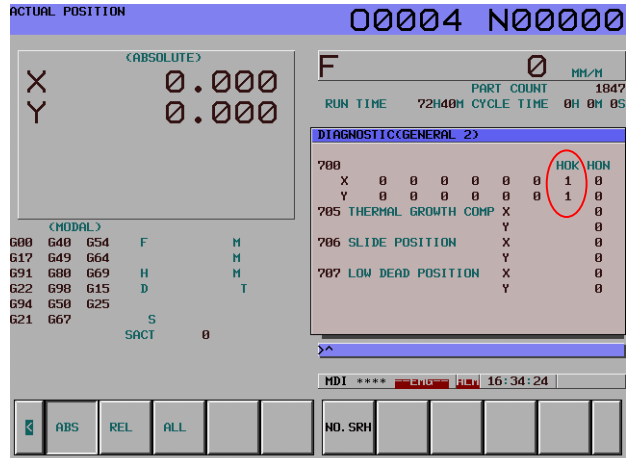 ACTUAL POSITION O0004 N00000
(ABSOLUTE)
X 0.000
Y 0.000
F 0 MM/M
PART COUNT 1847
RUN TIME 72H40M CYCLE TIME 0H 0M 0S
DIAGNOSTIC(GENERAL 2)
700 HOK HON
X 0 0 0 0 0 0 1 0
Y 0 0 0 0 0 0 1 0
705 THERMAL GROWTH COMP X 0
Y 0
706 SLIDE POSITION X 0
Y 0
707 LOW DEAD POSITION X 0
Y 0
(MODAL)
G00 G40 G54 F M
G17 G49 G64 M
G91 G80 G69 H M
G22 G98 G15 D T
G94 G50 G25
G21 G67 S
SACT 0
>^
MDI **** --EMG-- ALM 16:34:24
< ABS REL ALL NO.SRH